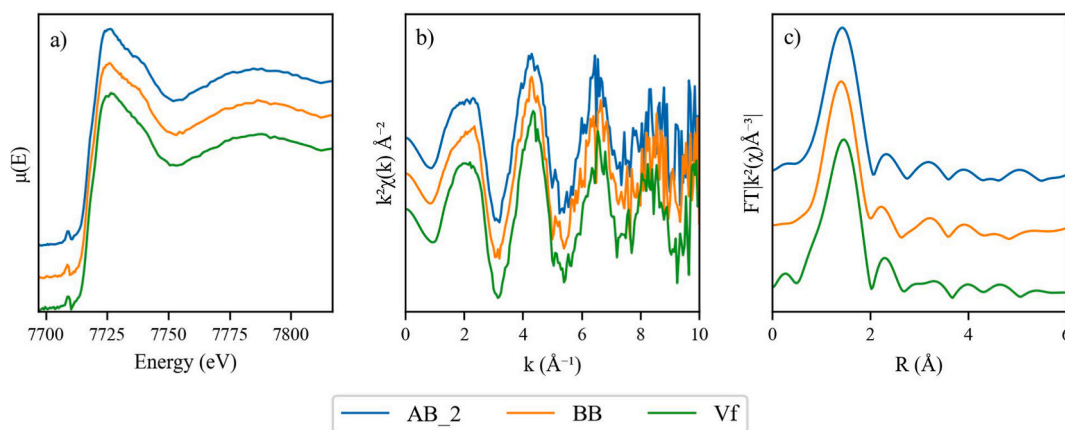 a)
b)
c)
μ(E)
k²χ(k) Å⁻²
FT|k²(χ)Å⁻³|
7700 7725 7750 7775 7800
0 2 4 6 8 10
0 2 4 6
Energy (eV)
k (Å⁻¹)
R (Å)
AB_2 BB Vf